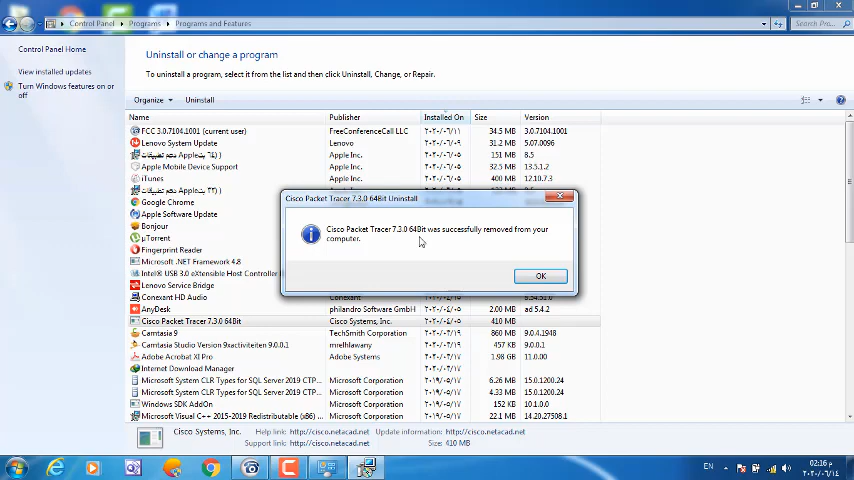 Control Panel ▸ Programs ▸ Programs and Features
Search Pro...
Control Panel Home
View installed updates
Turn Windows features on or
off
Uninstall or change a program
To uninstall a program, select it from the list and then click Uninstall, Change, or Repair.
Organize Uninstall
Name Publisher Installed On Size Version
FCC 3.0.7104.1001 (current user) FreeConferenceCall LLC ٢٠٢٠/٠٦/١١ 34.5 MB 3.0.7104.1001
Lenovo System Update Lenovo 31.2 MB 5.07.0096
Apple Inc. 151 MB 8.5
Apple Mobile Device Support Apple Inc. 32.5 MB 13.5.1.2
iTunes Apple Inc. 400 MB 12.10.7.3
Google Chrome
Apple Software Update
Bonjour
µTorrent
Microsoft .NET Framework 4.8
Intel® USB 3.0 eXtensible Host Controller
Lenovo Service Bridge
Conexant HD Audio
AnyDesk philandro Software GmbH 2.00 MB ad 5.4.2
Cisco Packet Tracer 7.3.0 64Bit Cisco Systems, Inc. 410 MB
Camtasia 9 TechSmith Corporation 860 MB 9.0.4.1948
Camtasia Studio Version 9xactiveriteiten 9.0.0.1 mrelhlawany 457 KB 9.0.0.1
Adobe Acrobat XI Pro Adobe Systems 1.98 GB 11.0.00
Internet Download Manager
Microsoft System CLR Types for SQL Server 2019 CTP... Microsoft Corporation 6.26 MB 15.0.1200.24
Microsoft System CLR Types for SQL Server 2019 CTP... Microsoft Corporation 4.33 MB 15.0.1200.24
Windows SDK AddOn Microsoft Corporation 152 KB 10.1.0.0
Microsoft Visual C++ 2015-2019 Redistributable (x86) ... Microsoft Corporation 20.1 MB 14.20.27508.1
Cisco Packet Tracer 7.3.0 64Bit Uninstall
Cisco Packet Tracer 7.3.0 64Bit was successfully removed from your
computer.
OK
Cisco Systems, Inc. Help link: http://cisco.netacad.net Update information: http://cisco.netacad.net
Support link: http://cisco.netacad.net Size: 410 MB
EN
02:16 م
٢٠٢٠/٠٦/١٤